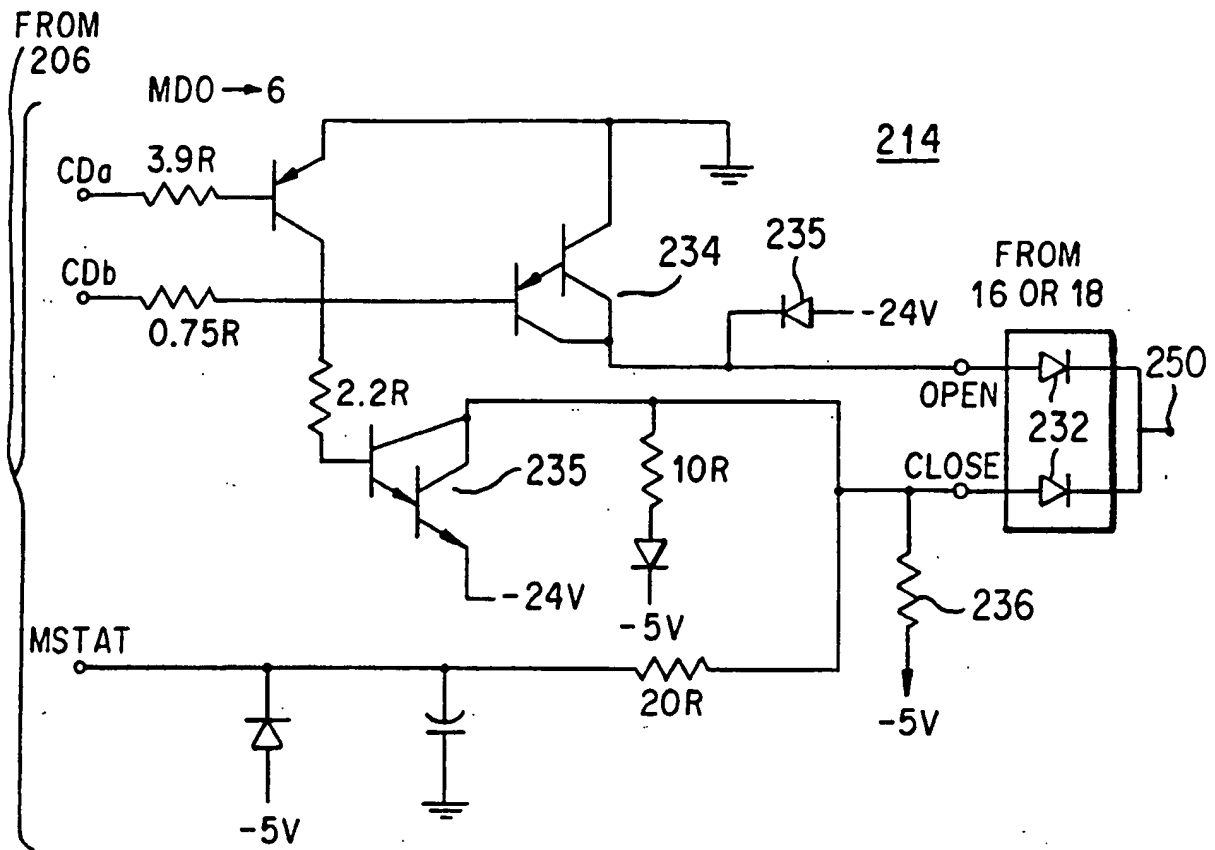 FROM
206
MDO→6
214
3.9R
CDa
234
235
FROM
16 OR 18
CDb
-24V
0.75R
250
OPEN
2.2R
232
235
10R
CLOSE
-24V
-5V
236
MSTAT
20R
-5V
-5V